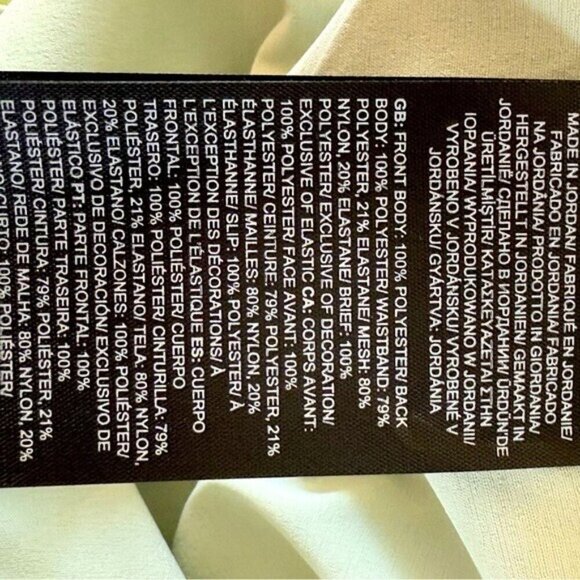 MADE IN JORDAN/ FABRIQUÉ EN JORDANIE/
FABRICADO EN JORDANIA/ FABRICADO
NA JORDÂNIA/ PRODOTTO IN GIORDANIA/
HERGESTELLT IN JORDANIEN/ GEMAAKT IN
JORDANIË/ СДЕЛАНО В ИОРДАНИИ/ ÜRDÜN'DE
ÜRETİLMİŞTİR/ ΚΑΤΑΣΚΕΥΑΖΕΤΑΙ ΣΤΗΝ
ΙΟΡΔΑΝΙΑ/ WYPRODUKOWANO W JORDANII/
VYROBENO V JORDÁNSKU/ VYROBENÉ V
JORDÁNSKU/ GYÁRTVA: JORDÁNIA
GB: FRONT BODY: 100% POLYESTER/ BACK
BODY: 100% POLYESTER/ WAISTBAND: 79%
POLYESTER, 21% ELASTANE/ MESH: 80%
NYLON, 20% ELASTANE/ BRIEF: 100%
POLYESTER/ EXCLUSIVE OF DECORATION/
EXCLUSIVE OF ELASTIC CA: CORPS AVANT:
100% POLYESTER/ FACE AVANT: 100%
POLYESTER/ CEINTURE: 79% POLYESTER, 21%
ÉLASTHANNE/ MAILLES: 80% NYLON, 20%
ÉLASTHANNE/ SLIP: 100% POLYESTER/ À
L'EXCEPTION DES DÉCORATIONS/ À
L'EXCEPTION DE L'ÉLASTIQUE ES: CUERPO
FRONTAL: 100% POLIÉSTER/ CUERPO
TRASERO: 100% POLIÉSTER/ CINTURILLA: 79%
POLIÉSTER, 21% ELASTANO/ TELA: 80% NYLON,
20% ELASTANO/ CALZONES: 100% POLIÉSTER/
EXCLUSIVO DE DECORACIÓN/ EXCLUSIVO DE
ELÁSTICO PT: PARTE FRONTAL: 100%
POLIÉSTER/ PARTE TRASEIRA: 100%
POLIÉSTER/ CINTURA: 79% POLIÉSTER, 21%
ELASTANO/ REDE DE MALHA: 80% NYLON, 20%
100% POLIÉSTER/